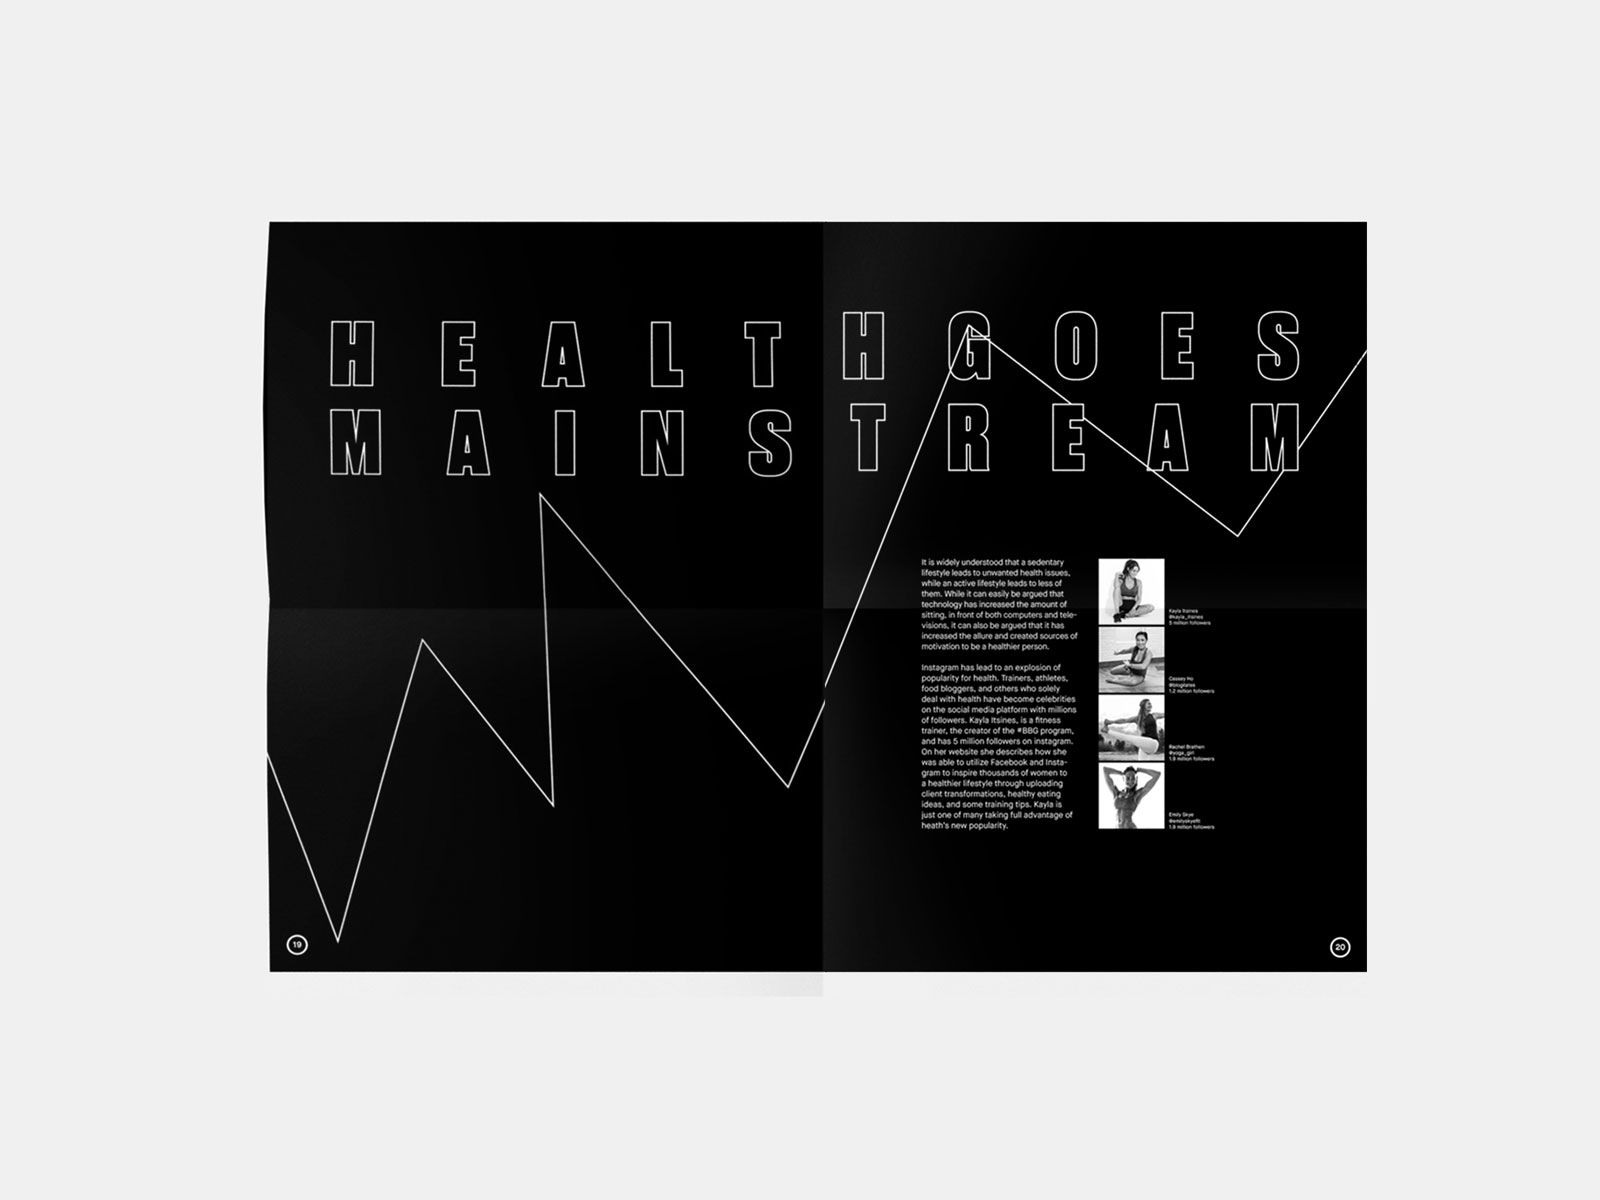 HEALTH GOES
MAINSTREAM
It is widely understood that a sedentary
lifestyle leads to unwanted health issues,
while an active lifestyle leads to less of
them. While it can easily be argued that
technology has increased the amount of
sitting, in front of both computers and tele-
visions, it can also be argued that it has
increased the allure and created sources of
motivation to be a healthier person.
Instagram has lead to an explosion of
popularity for health. Trainers, athletes,
food bloggers, and others who solely
deal with health have become celebrities
on the social media platform with millions
of followers. Kayla Itsines, is a fitness
trainer, the creator of the #BBG program,
and has 5 million followers on instagram.
On her website she describes how she
was able to utilize Facebook and Insta-
gram to inspire thousands of women to
a healthier lifestyle through uploading
client transformations, healthy eating
ideas, and some training tips. Kayla is
just one of many taking full advantage of
heath's new popularity.
Kayla Itsines
@kayla_itsines
5 million followers
Cassey Ho
@blogilates
1.2 million followers
Rachel Brathen
@yoga_girl
1.9 million followers
Emily Skye
@emilyskyefit
1.9 million followers
19
20